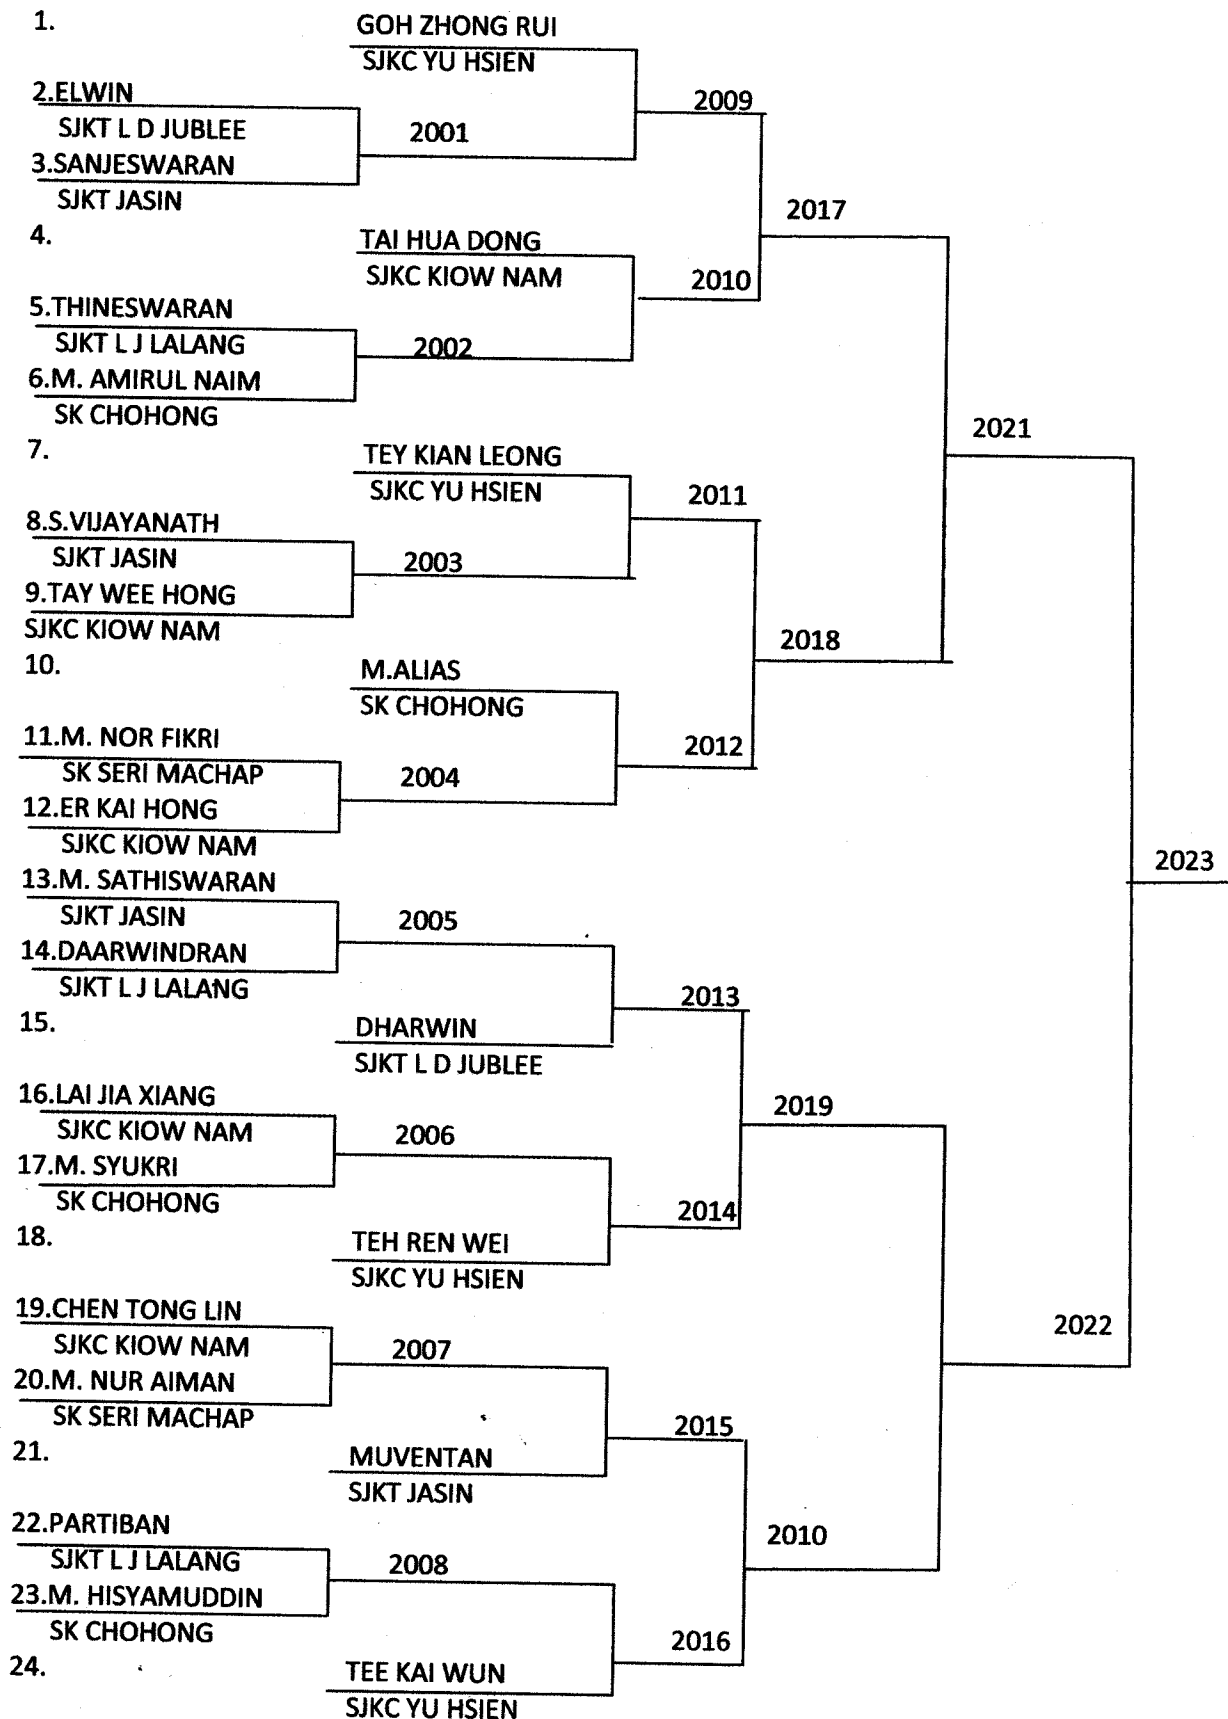 1.
GOH ZHONG RUI
SJKC YU HSIEN
2.ELWIN
2009
SJKT L D JUBLEE
2001
3.SANJESWARAN
SJKT JASIN
2017
4.
TAI HUA DONG
SJKC KIOW NAM
2010
5.THINESWARAN
SJKT L J LALANG
2002
6.M. AMIRUL NAIM
SK CHOHONG
2021
7.
TEY KIAN LEONG
SJKC YU HSIEN
2011
8.S.VIJAYANATH
SJKT JASIN
2003
9.TAY WEE HONG
SJKC KIOW NAM
2018
10.
M.ALIAS
SK CHOHONG
11.M. NOR FIKRI
2012
SK SERI MACHAP
2004
12.ER KAI HONG
SJKC KIOW NAM
2023
13.M. SATHISWARAN
SJKT JASIN
2005
14.DAARWINDRAN
SJKT L J LALANG
2013
15.
DHARWIN
SJKT L D JUBLEE
16.LAI JIA XIANG
2019
SJKC KIOW NAM
2006
17.M. SYUKRI
SK CHOHONG
2014
18.
TEH REN WEI
SJKC YU HSIEN
19.CHEN TONG LIN
2022
SJKC KIOW NAM
2007
20.M. NUR AIMAN
SK SERI MACHAP
2015
21.
MUVENTAN
SJKT JASIN
22.PARTIBAN
2010
SJKT L J LALANG
2008
23.M. HISYAMUDDIN
SK CHOHONG
2016
24.
TEE KAI WUN
SJKC YU HSIEN